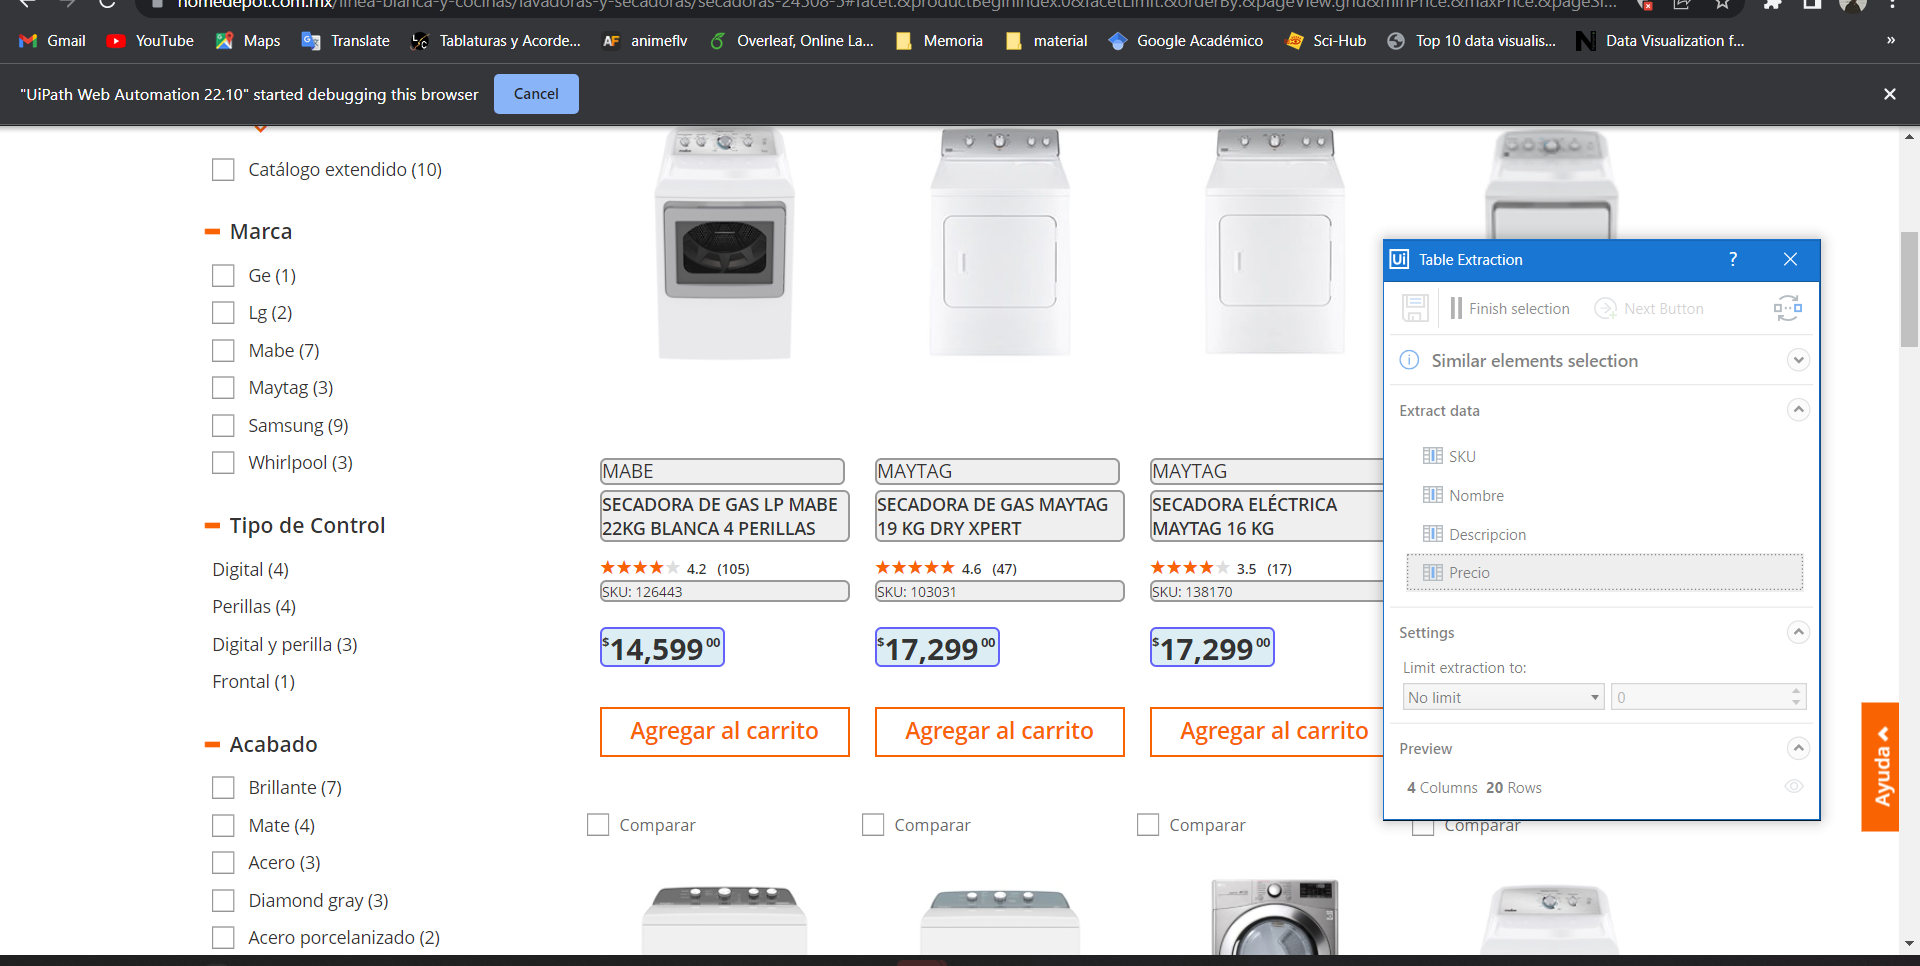 homedepot.com.mx/linea-blanca-y-cocinas/lavadoras-y-secadoras/secadoras-24508-5#facet:&productBeginIndex:0&facetLimit:&orderBy:&pageView:grid&minPrice:&maxPrice:&pageSi...
Gmail
YouTube
Maps
Translate
Tablaturas y Acorde...
AF animeflv
Overleaf, Online La...
Memoria
material
Google Académico
Sci-Hub
Top 10 data visualis...
Data Visualization f...
»
"UiPath Web Automation 22.10" started debugging this browser
Cancel
Catálogo extendido (10)
Marca
Ge (1)
Lg (2)
Mabe (7)
Maytag (3)
Samsung (9)
Whirlpool (3)
Tipo de Control
Digital (4)
Perillas (4)
Digital y perilla (3)
Frontal (1)
Acabado
Brillante (7)
Mate (4)
Acero (3)
Diamond gray (3)
Acero porcelanizado (2)
MABE
SECADORA DE GAS LP MABE
22KG BLANCA 4 PERILLAS
4.2 (105)
SKU: 126443
$14,599.00
Agregar al carrito
Comparar
MAYTAG
SECADORA DE GAS MAYTAG
19 KG DRY XPERT
4.6 (47)
SKU: 103031
$17,299.00
Agregar al carrito
Comparar
MAYTAG
SECADORA ELÉCTRICA
MAYTAG 16 KG
3.5 (17)
SKU: 138170
$17,299.00
Agregar al carrito
Comparar
Comparar
Ui Table Extraction
?
Finish selection
Next Button
Similar elements selection
Extract data
SKU
Nombre
Descripcion
Precio
Settings
Limit extraction to:
No limit
0
Preview
4 Columns 20 Rows
Ayuda